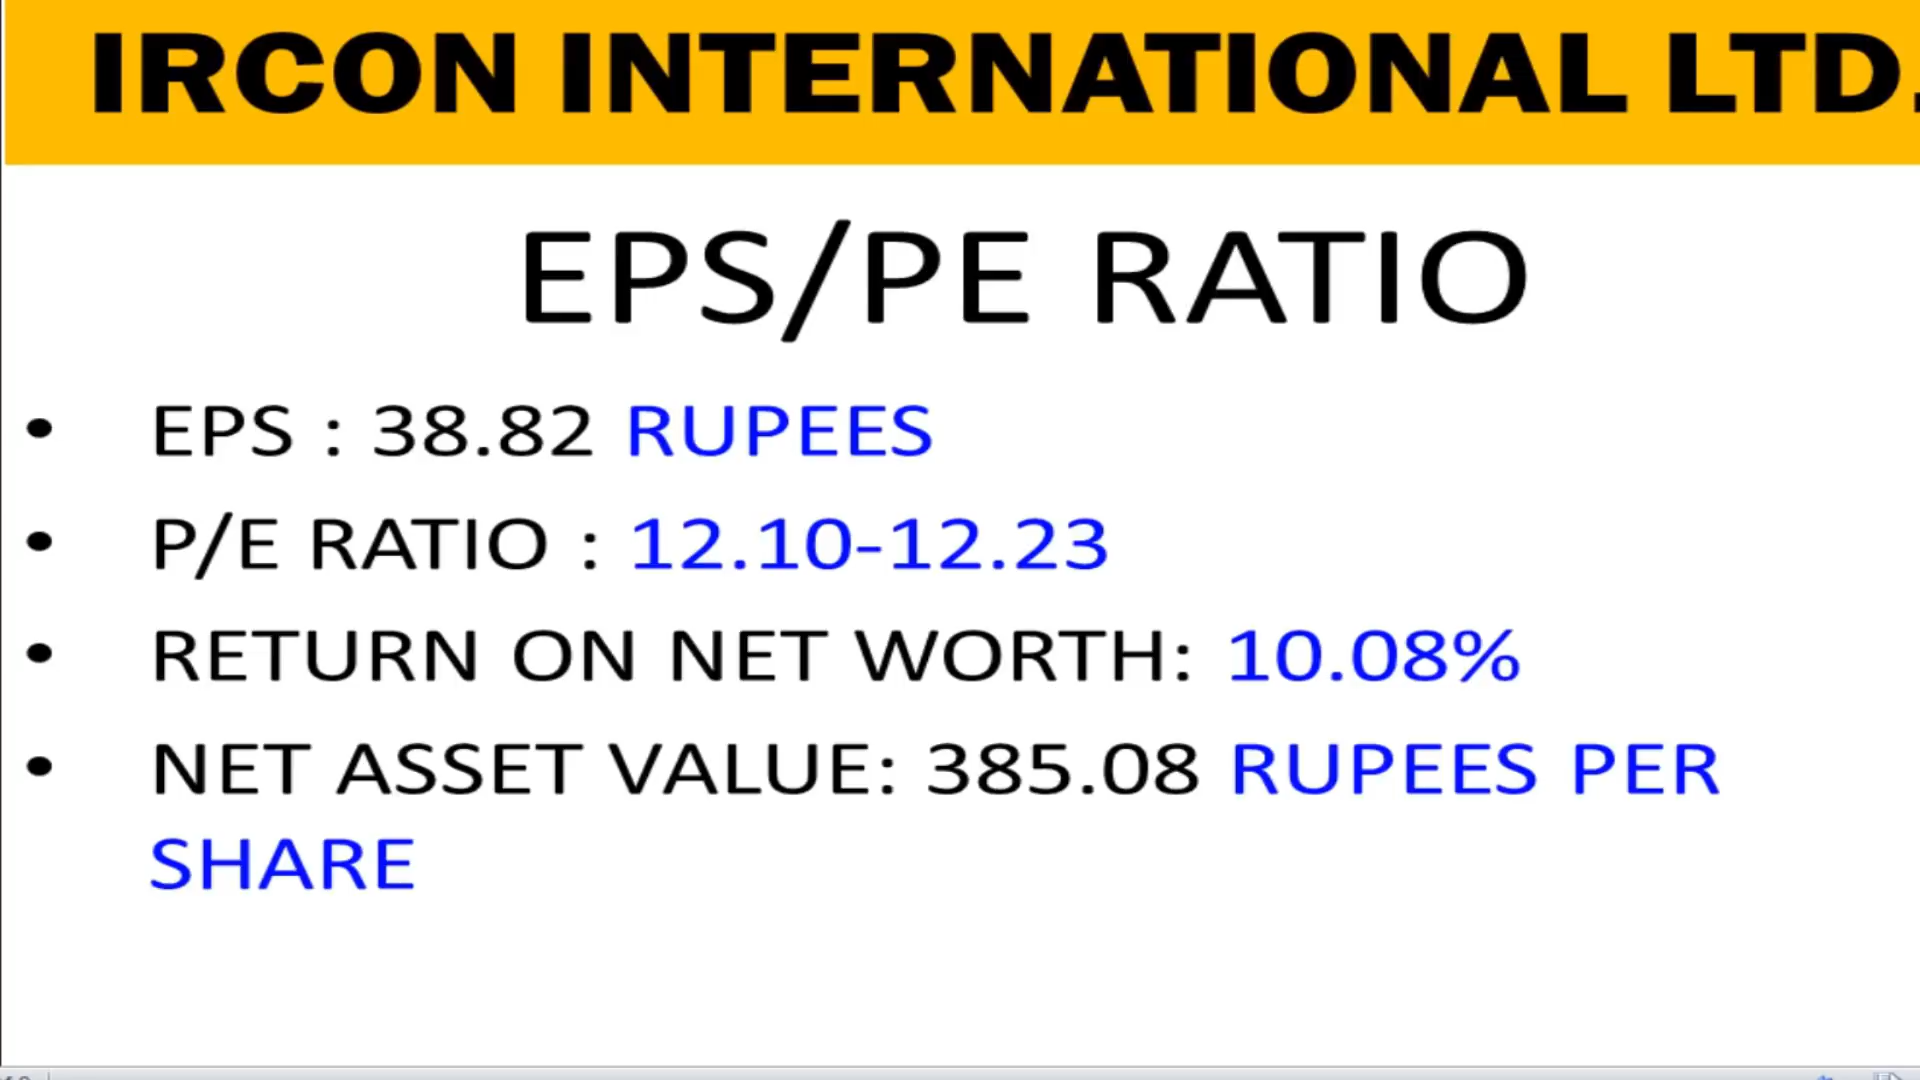 IRCON INTERNATIONAL LTD.
EPS/PE RATIO
• EPS : 38.82 RUPEES
• P/E RATIO : 12.10-12.23
• RETURN ON NET WORTH: 10.08%
• NET ASSET VALUE: 385.08 RUPEES PER
SHARE